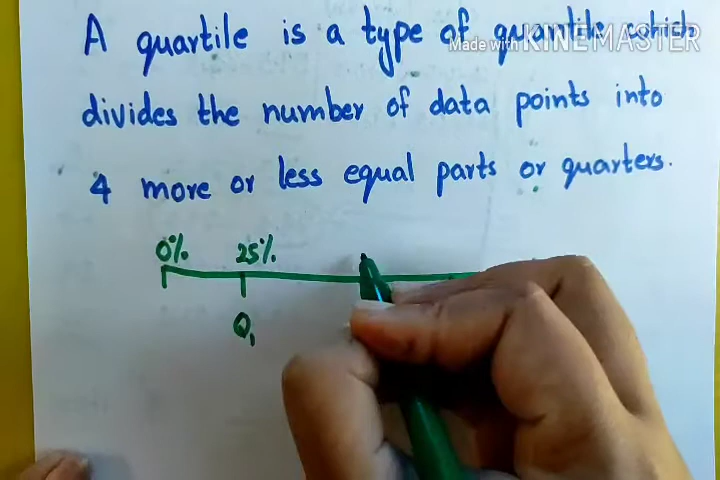 A quartile is a type of quantile which
Made with KINEMASTER
divides the number of data points into
4 more or less equal parts or quarters.
0% 25%
Q1